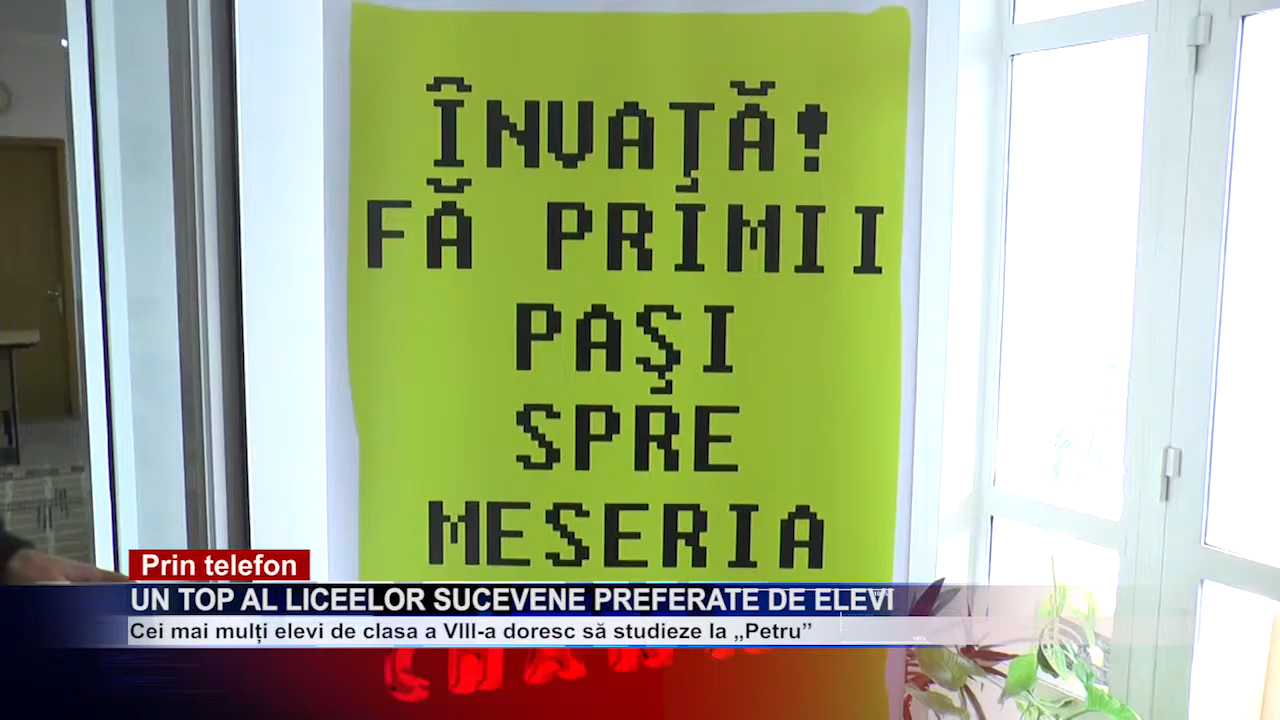 ÎNVAŢĂ!
FĂ PRIMII
PAŞI
SPRE
MESERIA
Prin telefon
UN TOP AL LICEELOR SUCEVENE PREFERATE DE ELEVI
Cei mai mulți elevi de clasa a VIII-a doresc să studieze la „Petru”